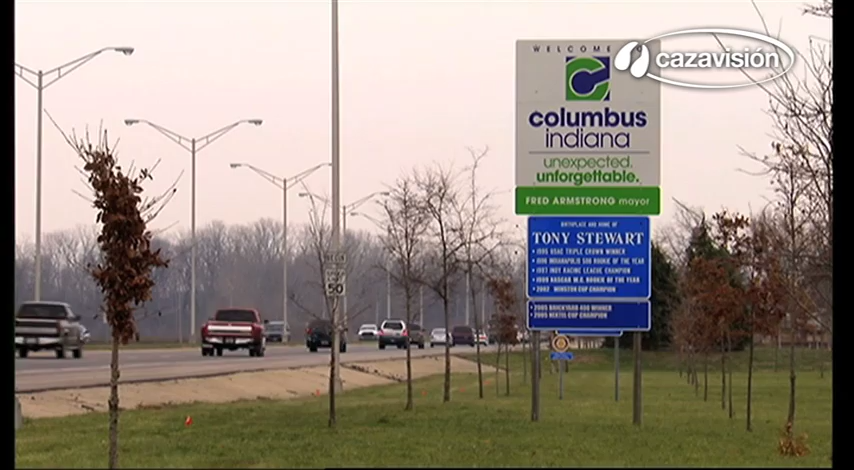 WELCOME TO
cazavisión
columbus
indiana
unexpected.
unforgettable.
FRED ARMSTRONG mayor
BIRTHPLACE AND HOME OF
TONY STEWART
• 1995 USAC TRIPLE CROWN WINNER
• 1996 INDIANAPOLIS 500 ROOKIE OF THE YEAR
• 1997 INDY RACING LEAGUE CHAMPION
• 1999 NASCAR W.C. ROOKIE OF THE YEAR
• 2002 WINSTON CUP CHAMPION
• 2005 BRICKYARD 400 WINNER
• 2005 NEXTEL CUP CHAMPION
50